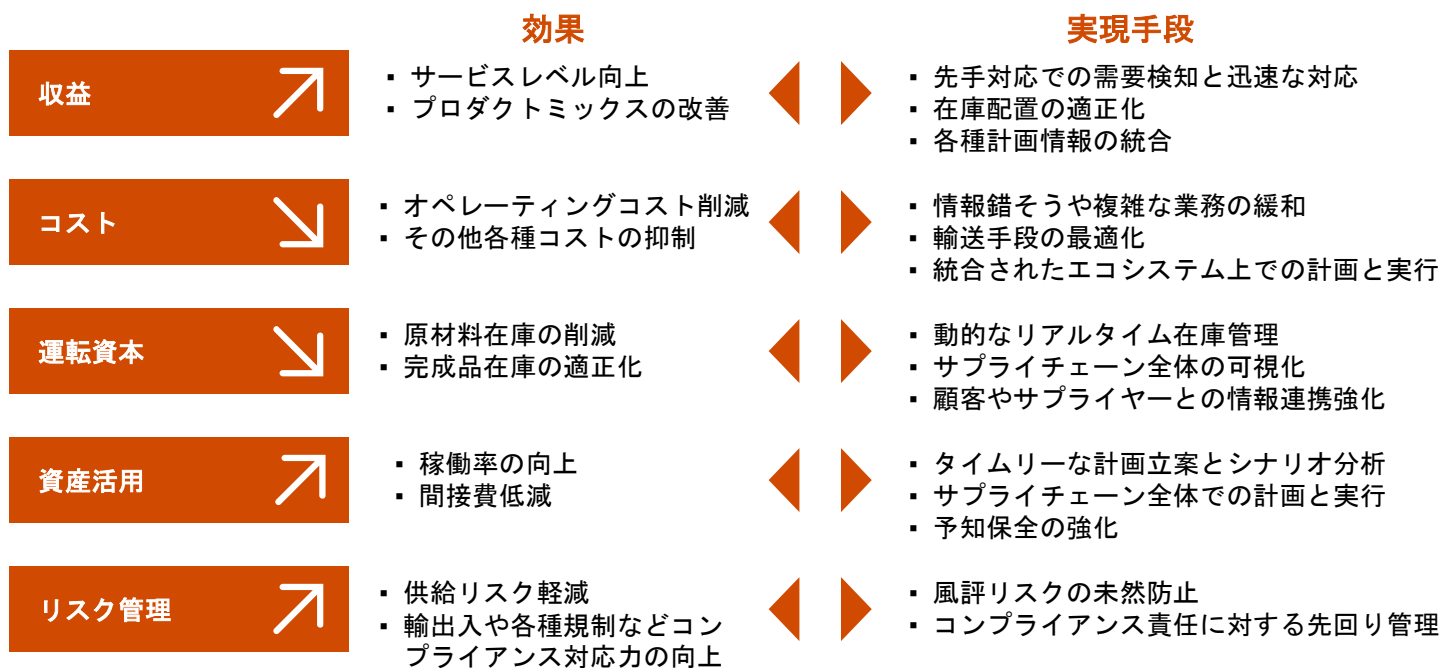 効果
実現手段
収益
▪ サービスレベル向上
▪ プロダクトミックスの改善
▪ 先手対応での需要検知と迅速な対応
▪ 在庫配置の適正化
▪ 各種計画情報の統合
コスト
▪ オペレーティングコスト削減
▪ その他各種コストの抑制
▪ 情報錯そうや複雑な業務の緩和
▪ 輸送手段の最適化
▪ 統合されたエコシステム上での計画と実行
運転資本
▪ 原材料在庫の削減
▪ 完成品在庫の適正化
▪ 動的なリアルタイム在庫管理
▪ サプライチェーン全体の可視化
▪ 顧客やサプライヤーとの情報連携強化
資産活用
▪ 稼働率の向上
▪ 間接費低減
▪ タイムリーな計画立案とシナリオ分析
▪ サプライチェーン全体での計画と実行
▪ 予知保全の強化
リスク管理
▪ 供給リスク軽減
▪ 輸出入や各種規制などコン
プライアンス対応力の向上
▪ 風評リスクの未然防止
▪ コンプライアンス責任に対する先回り管理